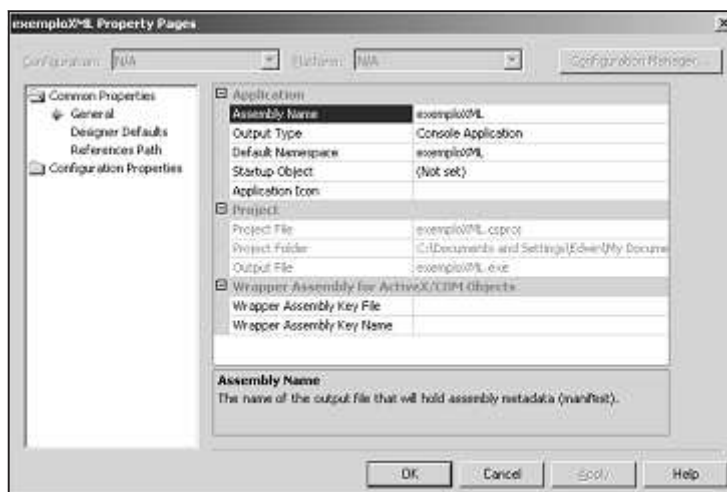 exemploXML Property Pages
Configuration: N/A Platform: N/A Configuration Manager...
Common Properties
General
Designer Defaults
References Path
Configuration Properties
Application
Assembly Name exemploXML
Output Type Console Application
Default Namespace exemploXML
Startup Object (Not set)
Application Icon
Project
Project File exemploXML.csproj
Project Folder C:\Documents and Settings\Edwin\My Docume
Output File exemploXML.exe
Wrapper Assembly for ActiveX/COM Objects
Wrapper Assembly Key File
Wrapper Assembly Key Name
Assembly Name
The name of the output file that will hold assembly metadata (manifest).
OK Cancel Apply Help